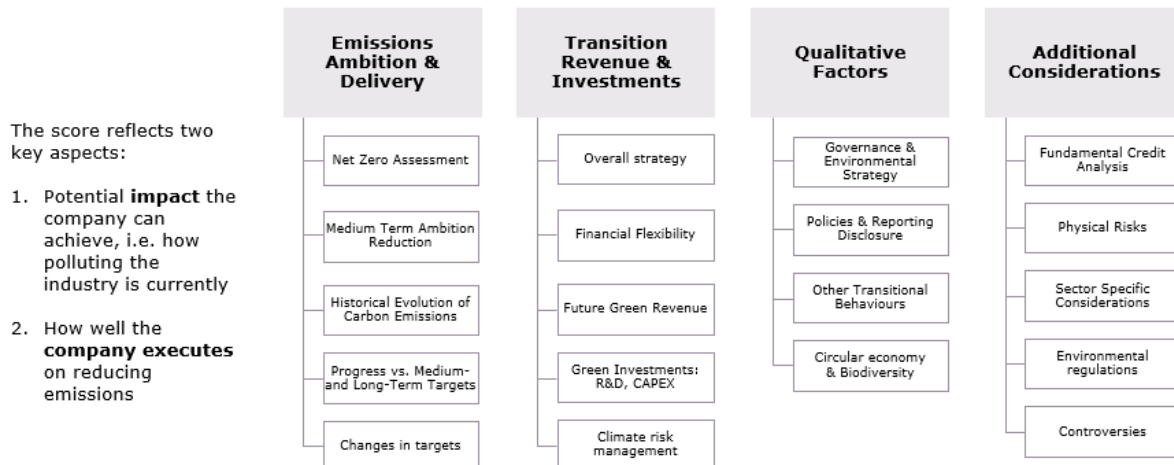 The score reflects two
key aspects:
1. Potential impact the
company can
achieve, i.e. how
polluting the
industry is currently
2. How well the
company executes
on reducing
emissions
Emissions
Ambition &
Delivery
Net Zero Assessment
Medium Term Ambition
Reduction
Historical Evolution of
Carbon Emissions
Progress vs. Medium-
and Long-Term Targets
Changes in targets
Transition
Revenue &
Investments
Overall strategy
Financial Flexibility
Future Green Revenue
Green Investments:
R&D, CAPEX
Climate risk
management
Qualitative
Factors
Governance &
Environmental
Strategy
Policies & Reporting
Disclosure
Other Transitional
Behaviours
Circular economy
& Biodiversity
Additional
Considerations
Fundamental Credit
Analysis
Physical Risks
Sector Specific
Considerations
Environmental
regulations
Controversies